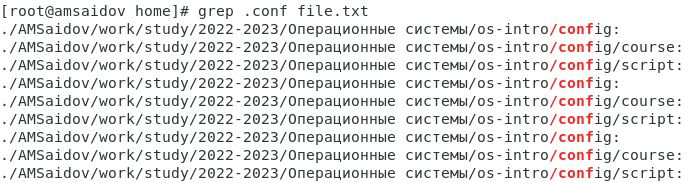 [root@amsaidov home]# grep .conf file.txt
./AMSaidov/work/study/2022-2023/Операционные системы/os-intro/config:
./AMSaidov/work/study/2022-2023/Операционные системы/os-intro/config/course:
./AMSaidov/work/study/2022-2023/Операционные системы/os-intro/config/script:
./AMSaidov/work/study/2022-2023/Операционные системы/os-intro/config:
./AMSaidov/work/study/2022-2023/Операционные системы/os-intro/config/course:
./AMSaidov/work/study/2022-2023/Операционные системы/os-intro/config/script:
./AMSaidov/work/study/2022-2023/Операционные системы/os-intro/config:
./AMSaidov/work/study/2022-2023/Операционные системы/os-intro/config/course:
./AMSaidov/work/study/2022-2023/Операционные системы/os-intro/config/script: